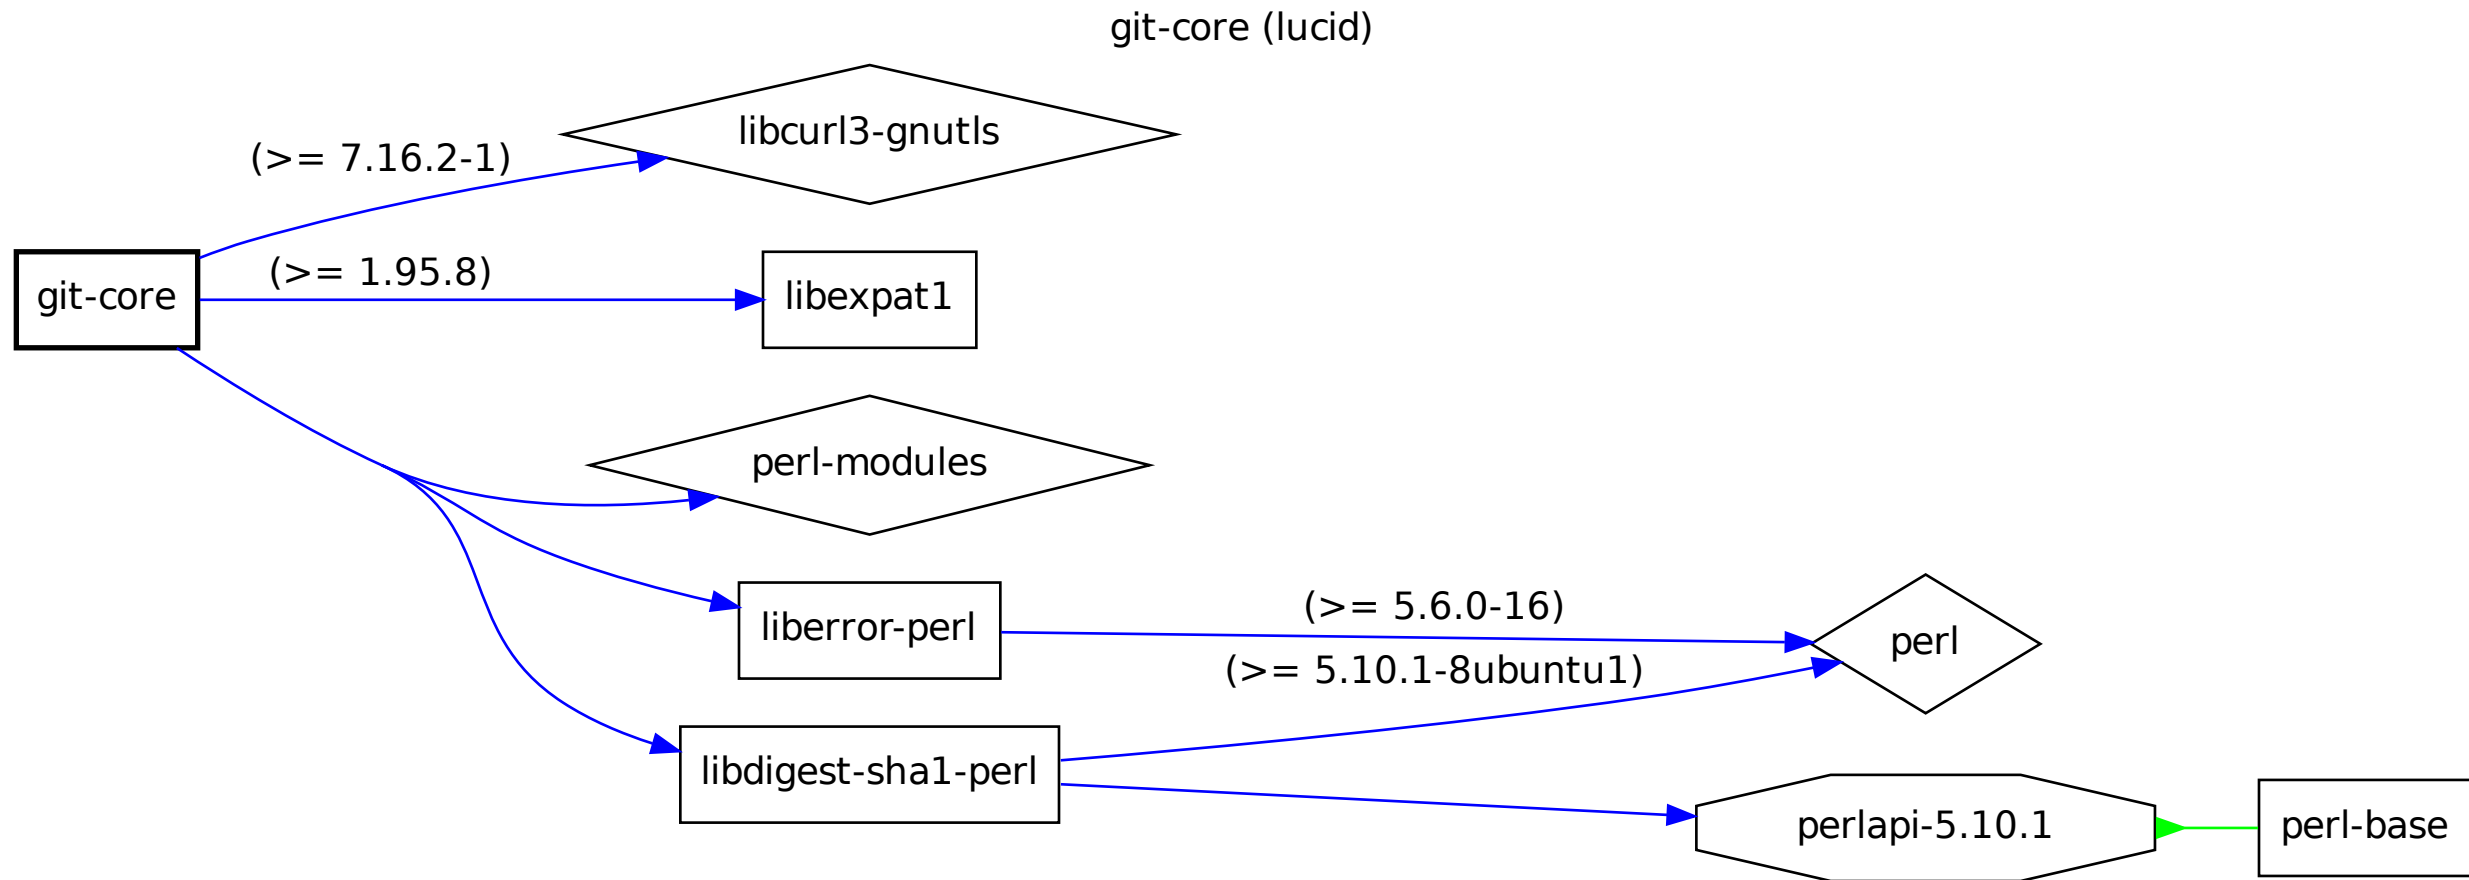 git-core (lucid)
libcurl3-gnutls
(>= 7.16.2-1)
(>= 1.95.8)
git-core
libexpat1
perl-modules
(>= 5.6.0-16)
liberror-perl
perl
(>= 5.10.1-8ubuntu1)
libdigest-sha1-perl
perlapi-5.10.1
perl-base